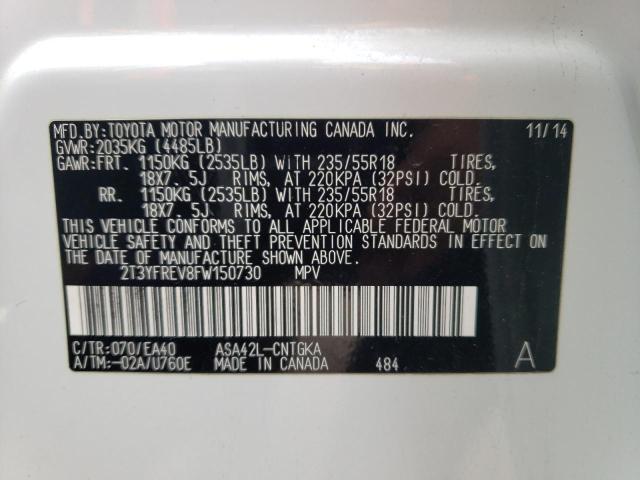 MFD.BY:TOYOTA MOTOR MANUFACTURING CANADA INC. 11/14
GVWR:2035KG (4485LB)
GAWR:FRT. 1150KG (2535LB) WITH 235/55R18 TIRES,
18X7. 5J RIMS, AT 220KPA (32PSI) COLD.
RR. 1150KG (2535LB) WITH 235/55R18 TIRES,
18X7. 5J RIMS, AT 220KPA (32PSI) COLD.
THIS VEHICLE CONFORMS TO ALL APPLICABLE FEDERAL MOTOR
VEHICLE SAFETY AND THEFT PREVENTION STANDARDS IN EFFECT ON
THE DATE OF MANUFACTURE SHOWN ABOVE.
2T3YFREV8FW150730 MPV
C/TR:070/EA40 ASA42L-CNTGKA
A/TM:-02A/U760E MADE IN CANADA 484 A